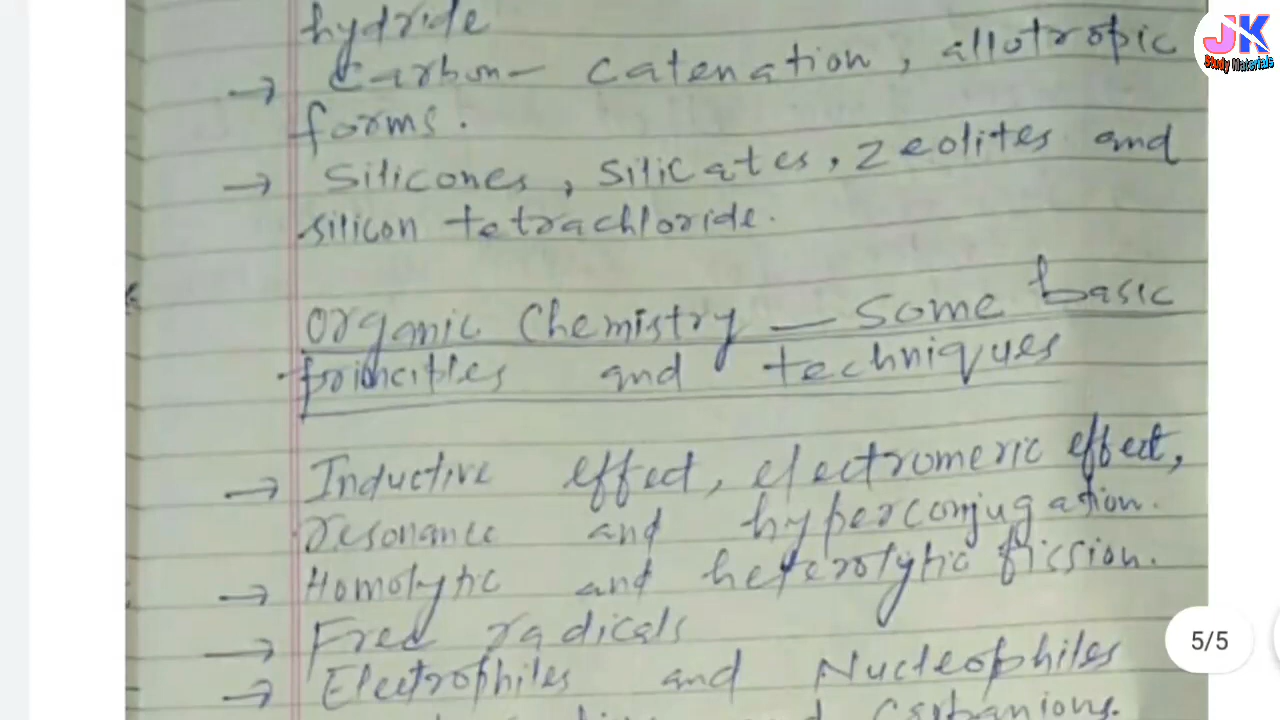 hydride
JK
Study Materials
→ Carbon - catenation, allotropic
forms.
→ Silicones, silicates, zeolites and
silicon tetrachloride.
Organic Chemistry — Some basic
principles and techniques
→ Inductive effect, electromeric effect,
resonance and hyperconjugation.
→ Homolytic and heterolytic fission.
→ Free radicals
5/5
→ Electrophiles and Nucleophiles
and carbanions.